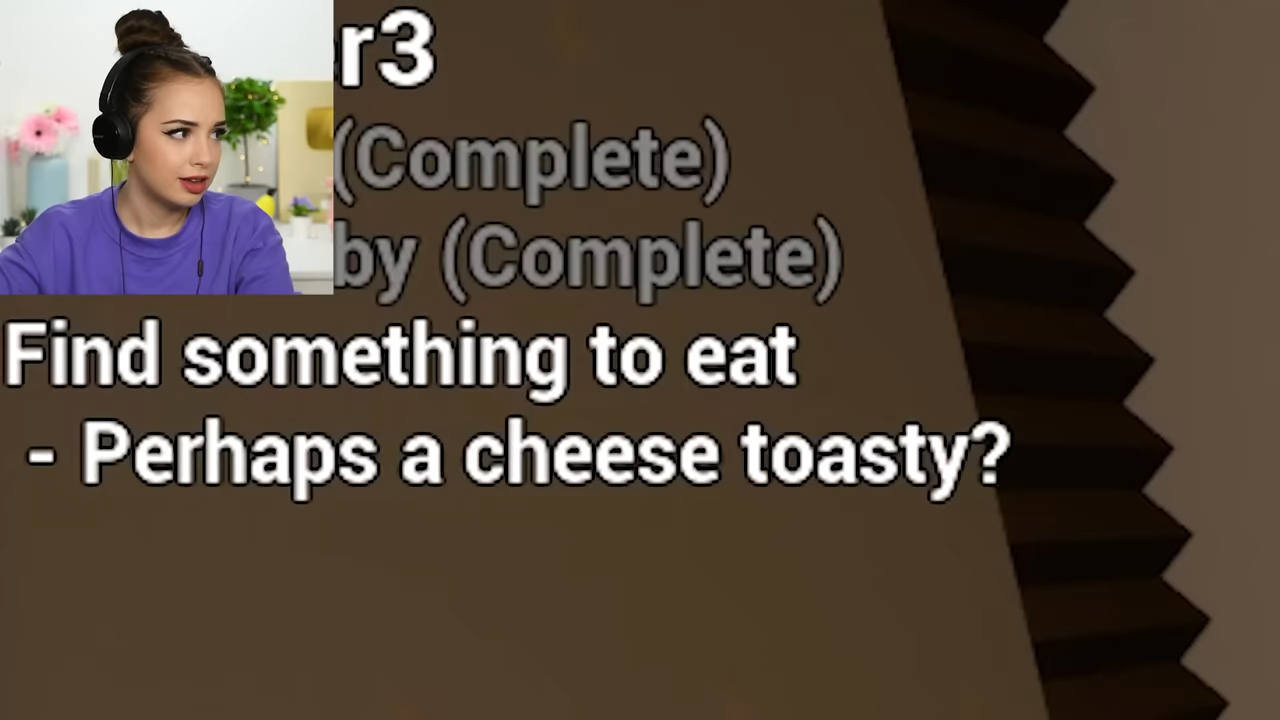 r3
(Complete)
by (Complete)
Find something to eat
- Perhaps a cheese toasty?